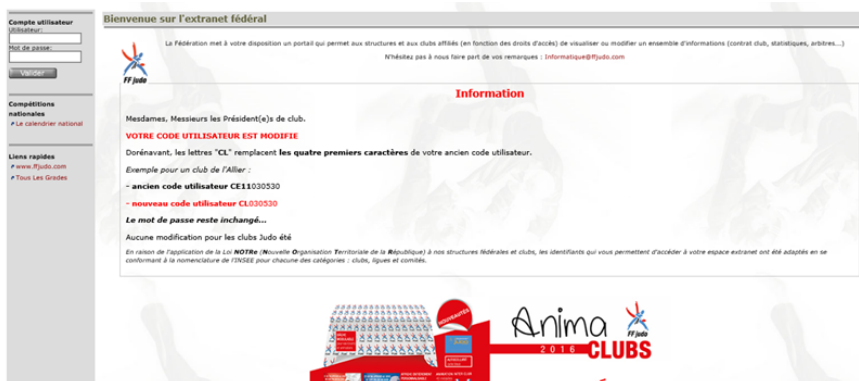 Compte utilisateur
Utilisateur:
Mot de passe:
Valider
Compétitions
nationales
Le calendrier national
Liens rapides
www.ffjudo.com
Tous Les Grades
Bienvenue sur l'extranet fédéral
La Fédération met à votre disposition un portail qui permet aux structures et aux clubs affiliés (en fonction des droits d'accès) de visualiser ou modifier un ensemble d'informations (contrat club, statistiques, arbitres...)
N'hésitez pas à nous faire part de vos remarques : Informatique@ffjudo.com
FF Judo
Information
Mesdames, Messieurs les Président(e)s de club.
VOTRE CODE UTILISATEUR EST MODIFIE
Dorénavant, les lettres "CL" remplacent les quatre premiers caractères de votre ancien code utilisateur.
Exemple pour un club de l'Allier :
- ancien code utilisateur CE11030530
- nouveau code utilisateur CL030530
Le mot de passe reste inchangé...
Aucune modification pour les clubs Judo été
En raison de l'application de la Loi NOTRe (Nouvelle Organisation Territoriale de la République) à nos structures fédérales et clubs, les identifiants qui vous permettent d'accéder à votre espace extranet ont été adaptés en se
conformant à la nomenclature de l'INSEE pour chacune des catégories : clubs, ligues et comités.
NOUVEAUTÉS
Anima
FF Judo
2016 CLUBS